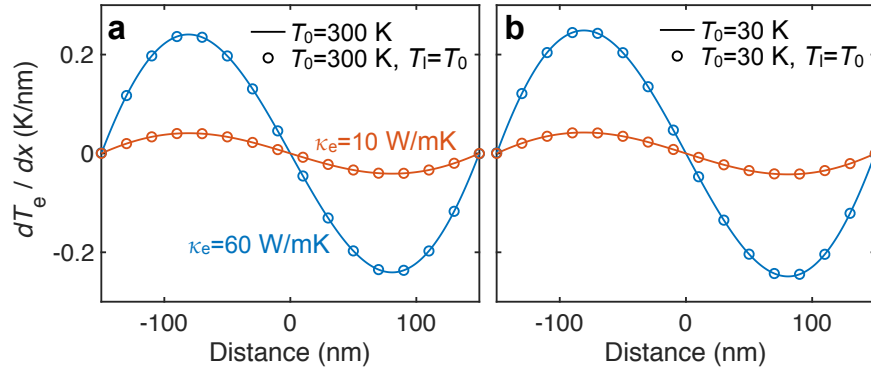 a
T₀=300 K
T₀=300 K, Tₗ=T₀
κₑ=10 W/mK
κₑ=60 W/mK
dTₑ / dx (K/nm)
0.2
0
-0.2
-100
0
100
Distance (nm)
b
T₀=30 K
T₀=30 K, Tₗ=T₀
-100
0
100
Distance (nm)